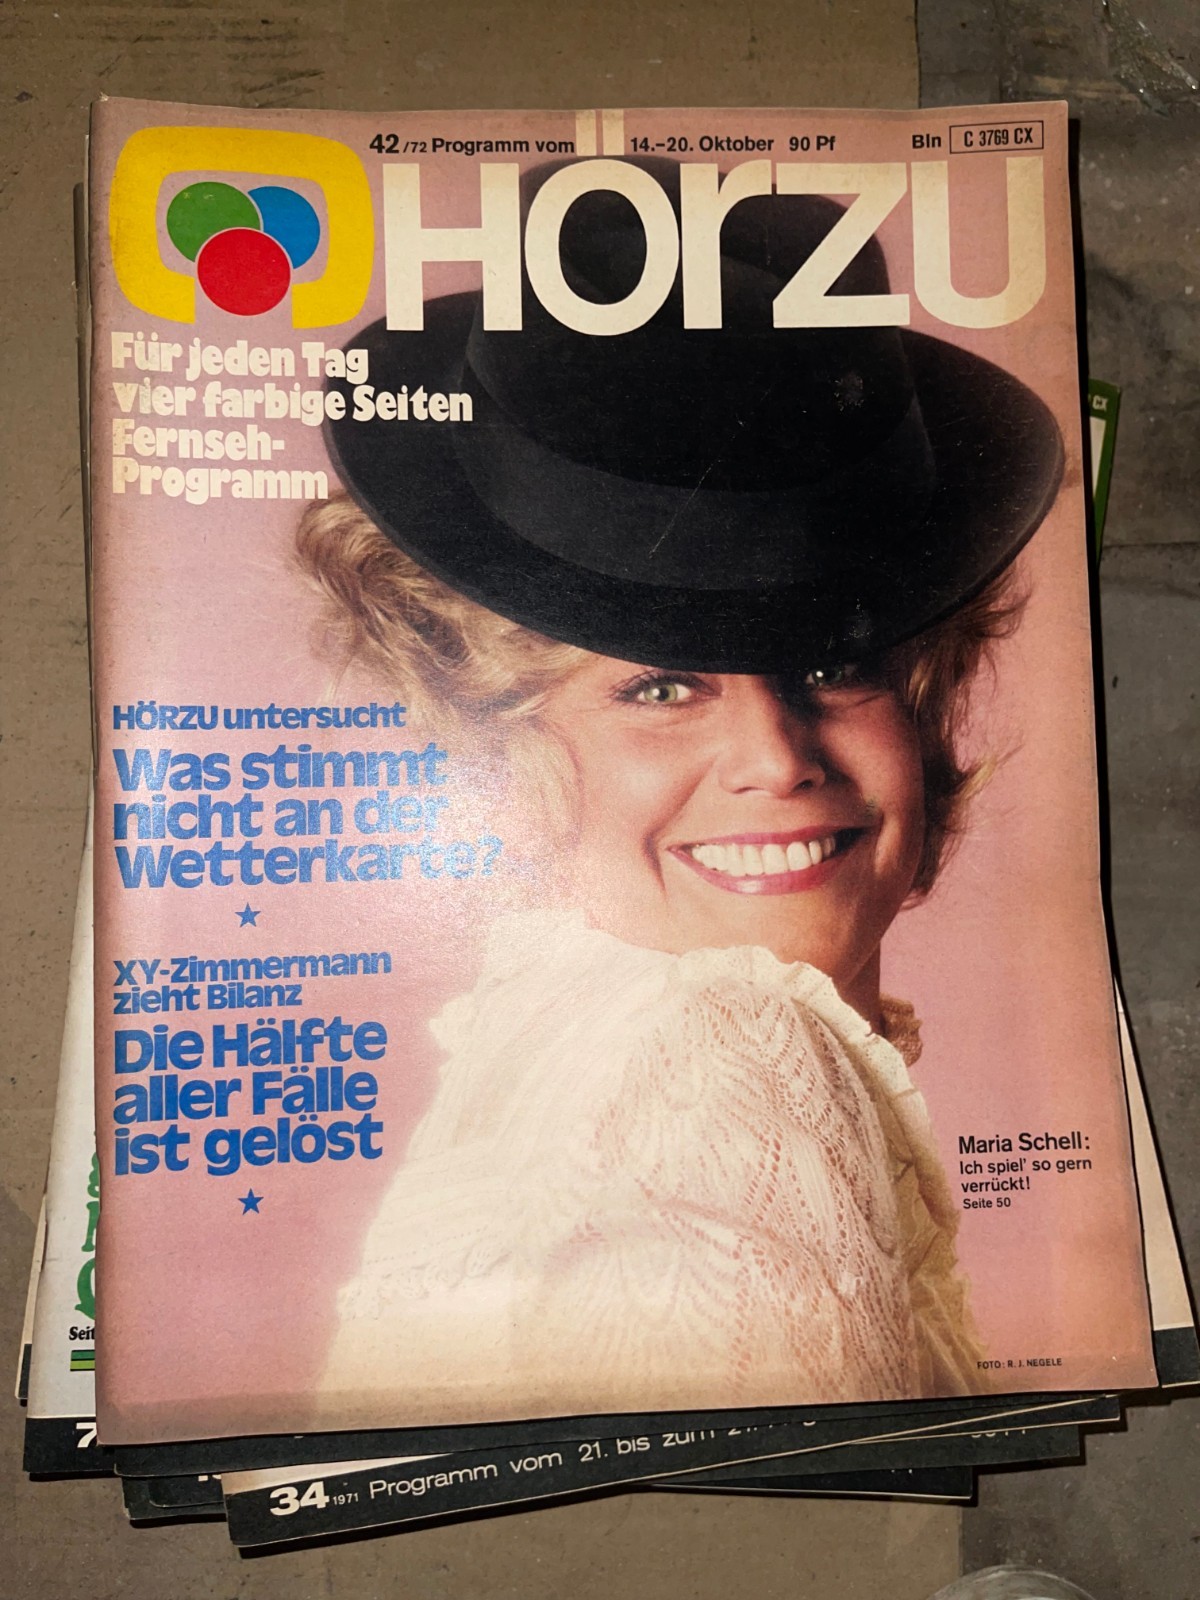 42/72 Programm vom 14.-20. Oktober 90 Pf
Bln C 3769 CX
HÖRZU
Für jeden Tag
vier farbige Seiten
Fernseh-
Programm
HÖRZU untersucht
Was stimmt
nicht an der
Wetterkarte?
XY-Zimmermann
zieht Bilanz
Die Hälfte
aller Fälle
ist gelöst
Maria Schell:
Ich spiel' so gern
verrückt!
Seite 50
FOTO: R. J. NEGELE
CX
Seit
7
34 1971 Programm vom 21. bis zum